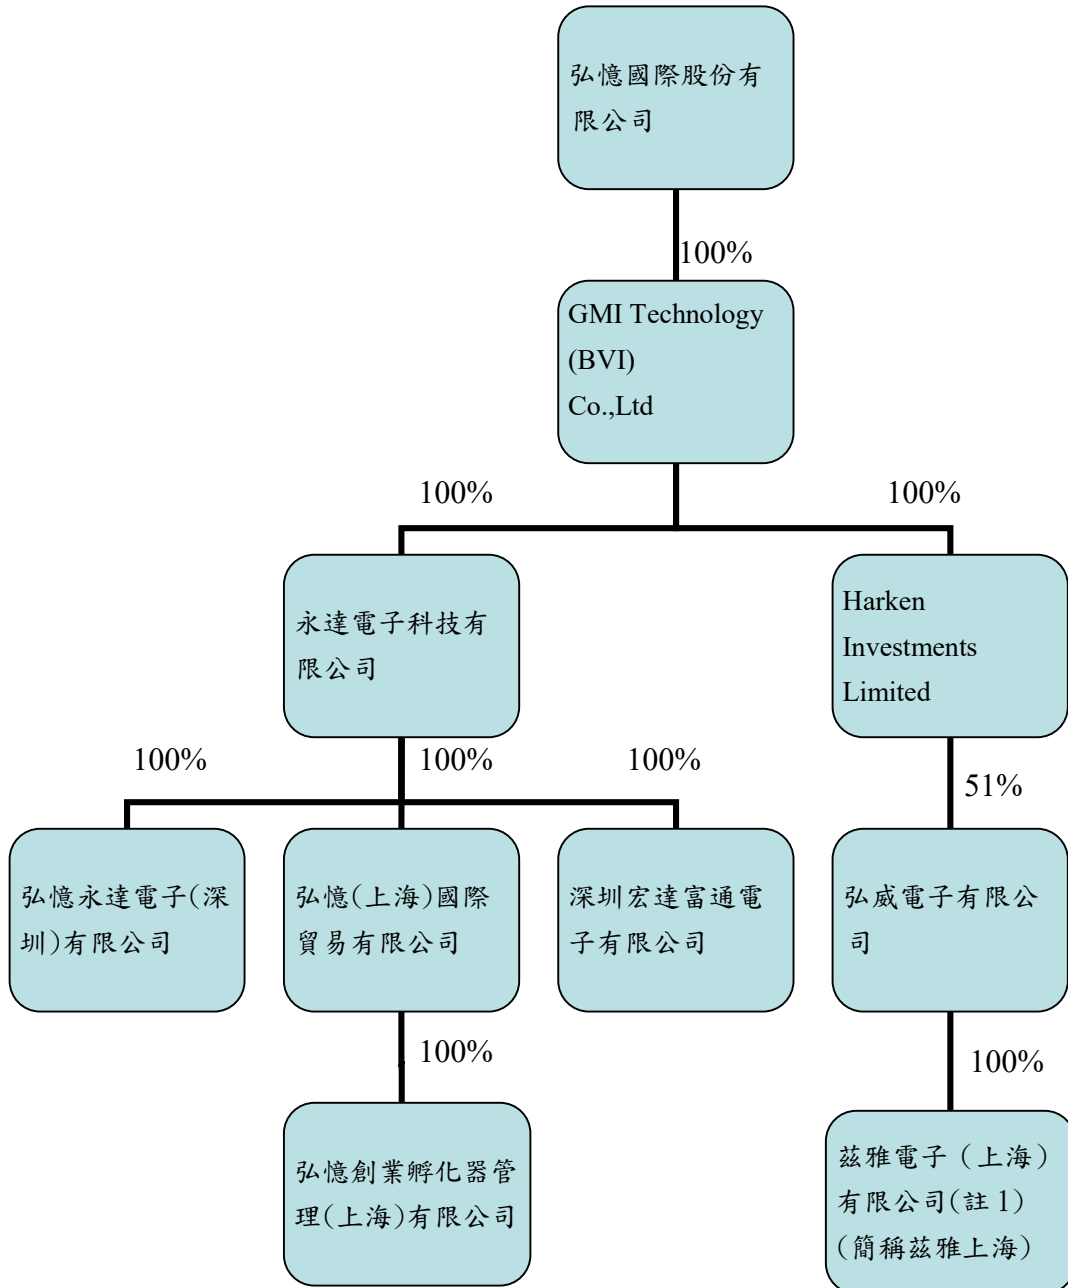 弘憶國際股份有
限公司
100%
GMI Technology
(BVI)
Co.,Ltd
100%
100%
永達電子科技有
限公司
Harken
Investments
Limited
100%
100%
100%
51%
弘憶永達電子(深
圳)有限公司
弘憶(上海)國際
貿易有限公司
深圳宏達富通電
子有限公司
弘威電子有限公
司
100%
100%
弘憶創業孵化器管
理(上海)有限公司
茲雅電子（上海）
有限公司(註1)
(簡稱茲雅上海)